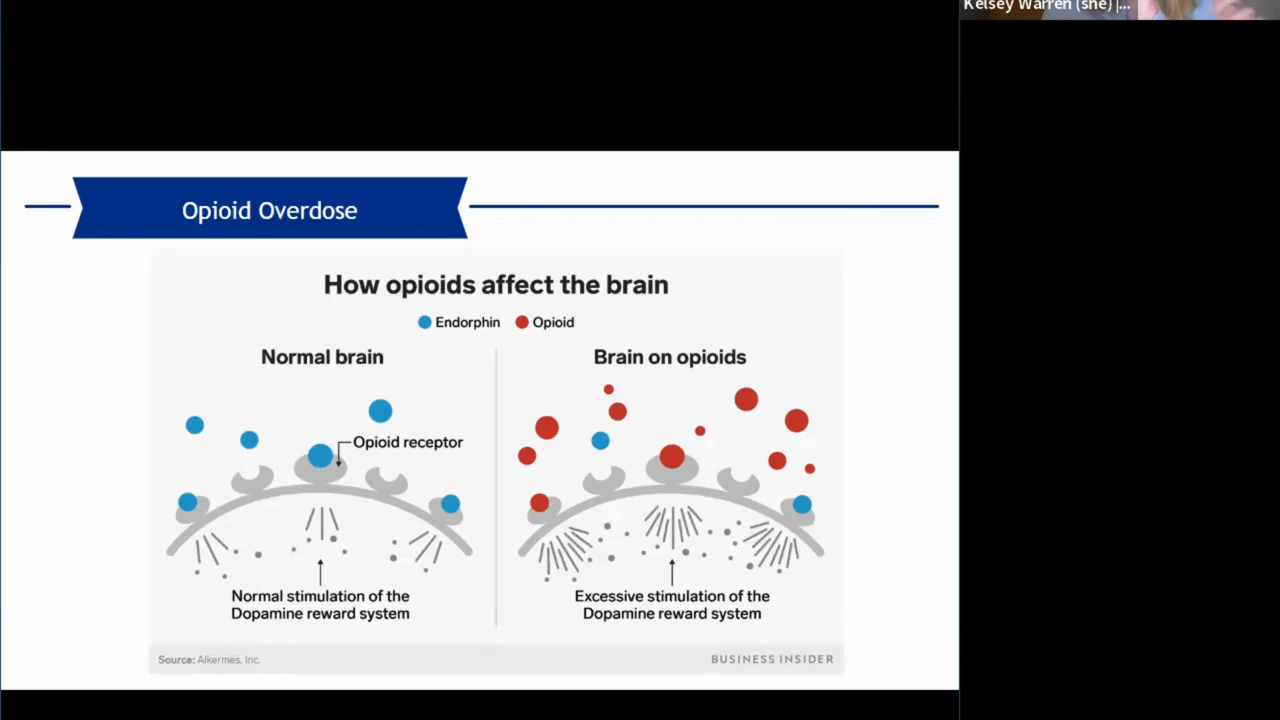 Kelsey Warren (she) |...
Opioid Overdose
How opioids affect the brain
Endorphin Opioid
Normal brain
Brain on opioids
Opioid receptor
Normal stimulation of the
Dopamine reward system
Excessive stimulation of the
Dopamine reward system
Source: Alkermes, Inc.
BUSINESS INSIDER